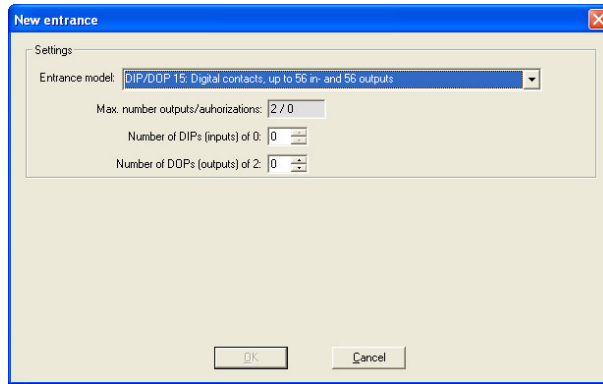 New entrance
Settings
Entrance model: DIP/DOP 15: Digital contacts, up to 56 in- and 56 outputs
Max. number outputs/auhorizations: 2 / 0
Number of DIPs (inputs) of 0: 0
Number of DOPs (outputs) of 2: 0
OK Cancel